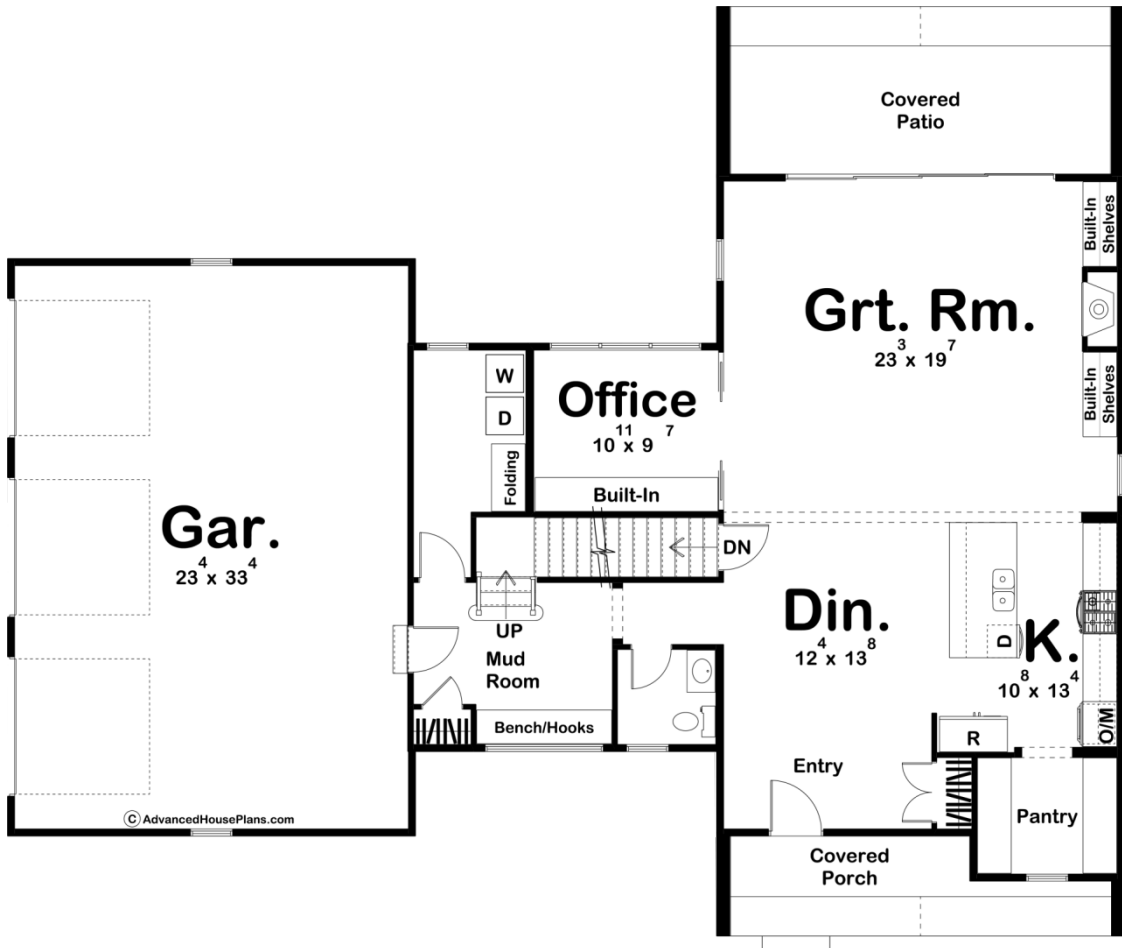 Covered
Patio
Built-In
Shelves
Grt. Rm.
23³ x 19⁷
Built-In
Shelves
W
D
Folding
Office
10¹¹ x 9⁷
Built-In
Gar.
23⁴ x 33⁴
DN
UP
Mud
Room
Bench/Hooks
Din.
12⁴ x 13⁸
D
K.
10⁸ x 13⁴
O/M
R
Entry
Pantry
Covered
Porch
© AdvancedHousePlans.com